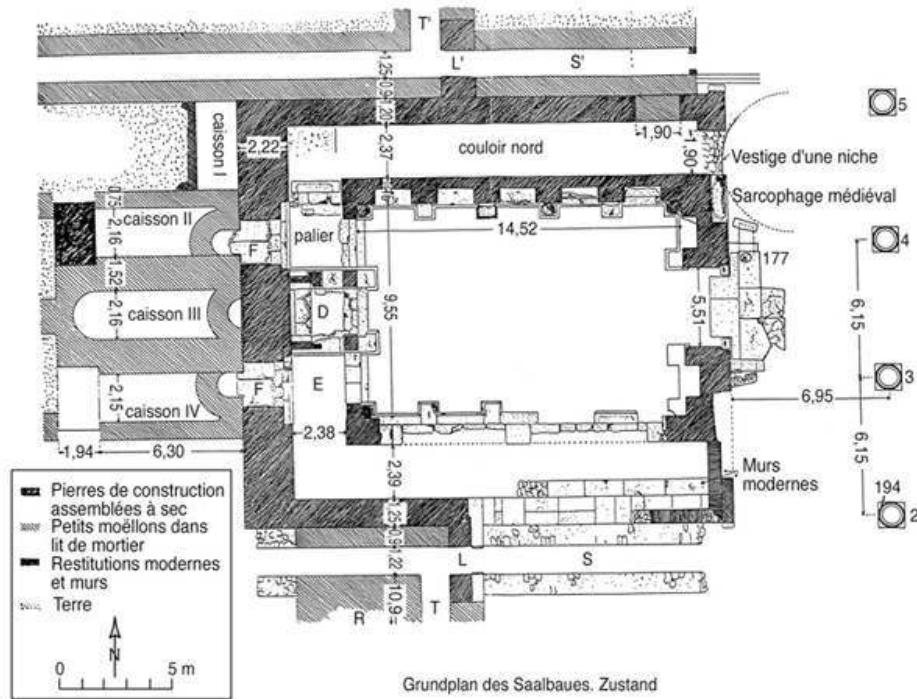 T'
L'
S'
5
1,25
0,9
1,20
caisson I
2,22
2,37
couloir nord
1,90
1,90
Vestige d'une niche
Sarcophage médiéval
0,75
caisson II
2,16
F
palier
14,52
177
4
1,52
caisson III
2,16
D
9,55
5,51
6,15
3
F
E
6,95
2,15
caisson IV
2,38
1,94
6,30
2,39
6,15
Murs
modernes
194
2
1,25
0,9
1,22
L
S
10,9
R
T
Pierres de construction
assemblées à sec
Petits moëllons dans
lit de mortier
Restitutions modernes
et murs
Terre
N
0
5 m
Grundplan des Saalbaues. Zustand